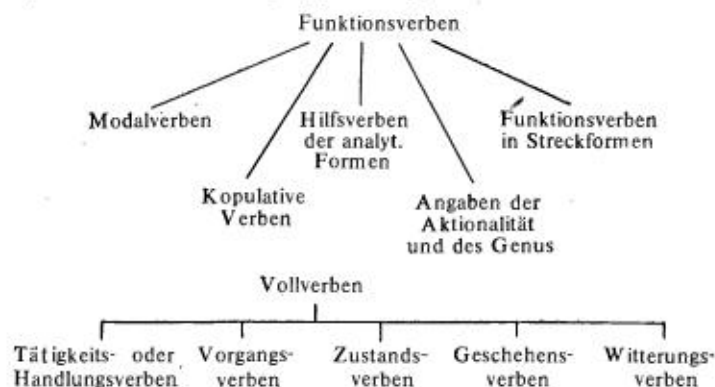 Funktionsverben
Modalverben
Hilfsverben
der analyt.
Formen
Funktionsverben
in Streckformen
Kopulative
Verben
Angaben der
Aktionalität
und des Genus
Vollverben
Tätigkeits- oder
Handlungsverben
Vorgangs-
verben
Zustands-
verben
Geschehens-
verben
Witterungs-
verben